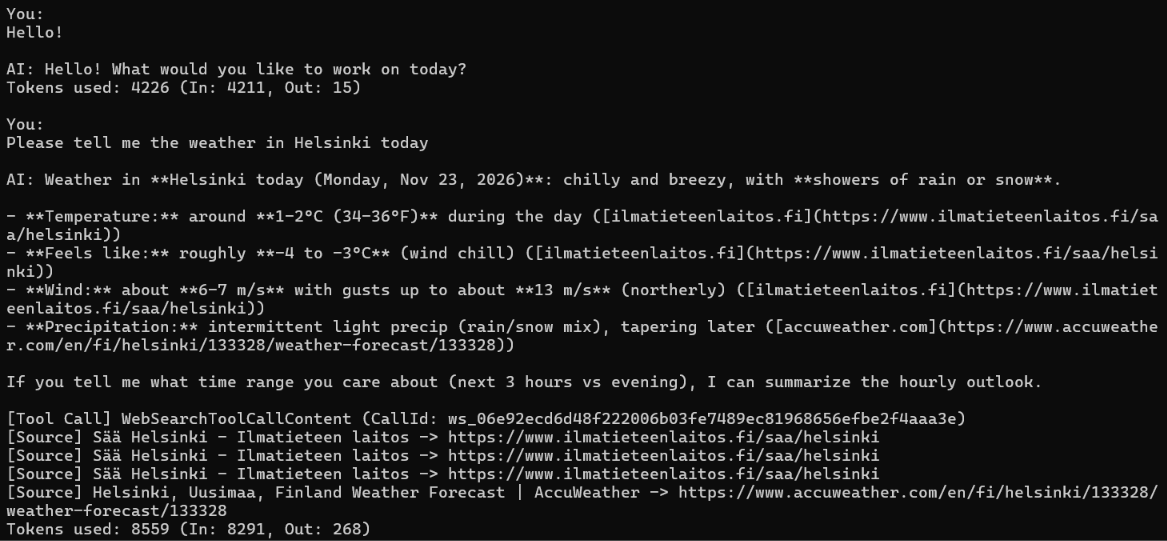 You:
Hello!
AI: Hello! What would you like to work on today?
Tokens used: 4226 (In: 4211, Out: 15)
You:
Please tell me the weather in Helsinki today
AI: Weather in **Helsinki today (Monday, Nov 23, 2026)**: chilly and breezy, with **showers of rain or snow**.
- **Temperature:** around **1–2°C (34–36°F)** during the day ([ilmatieteenlaitos.fi](https://www.ilmatieteenlaitos.fi/sa
a/helsinki))
- **Feels like:** roughly **-4 to -3°C** (wind chill) ([ilmatieteenlaitos.fi](https://www.ilmatieteenlaitos.fi/saa/helsi
nki))
- **Wind:** about **6–7 m/s** with gusts up to about **13 m/s** (northerly) ([ilmatieteenlaitos.fi](https://www.ilmatiet
eenlaitos.fi/saa/helsinki))
- **Precipitation:** intermittent light precip (rain/snow mix), tapering later ([accuweather.com](https://www.accuweathe
r.com/en/fi/helsinki/133328/weather-forecast/133328))
If you tell me what time range you care about (next 3 hours vs evening), I can summarize the hourly outlook.
[Tool Call] WebSearchToolCallContent (CallId: ws_06e92ecd6d48f222006b03fe7489ec81968656efbe2f4aaa3e)
[Source] Sää Helsinki - Ilmatieteen laitos -> https://www.ilmatieteenlaitos.fi/saa/helsinki
[Source] Sää Helsinki - Ilmatieteen laitos -> https://www.ilmatieteenlaitos.fi/saa/helsinki
[Source] Sää Helsinki - Ilmatieteen laitos -> https://www.ilmatieteenlaitos.fi/saa/helsinki
[Source] Helsinki, Uusimaa, Finland Weather Forecast | AccuWeather -> https://www.accuweather.com/en/fi/helsinki/133328/
weather-forecast/133328
Tokens used: 8559 (In: 8291, Out: 268)